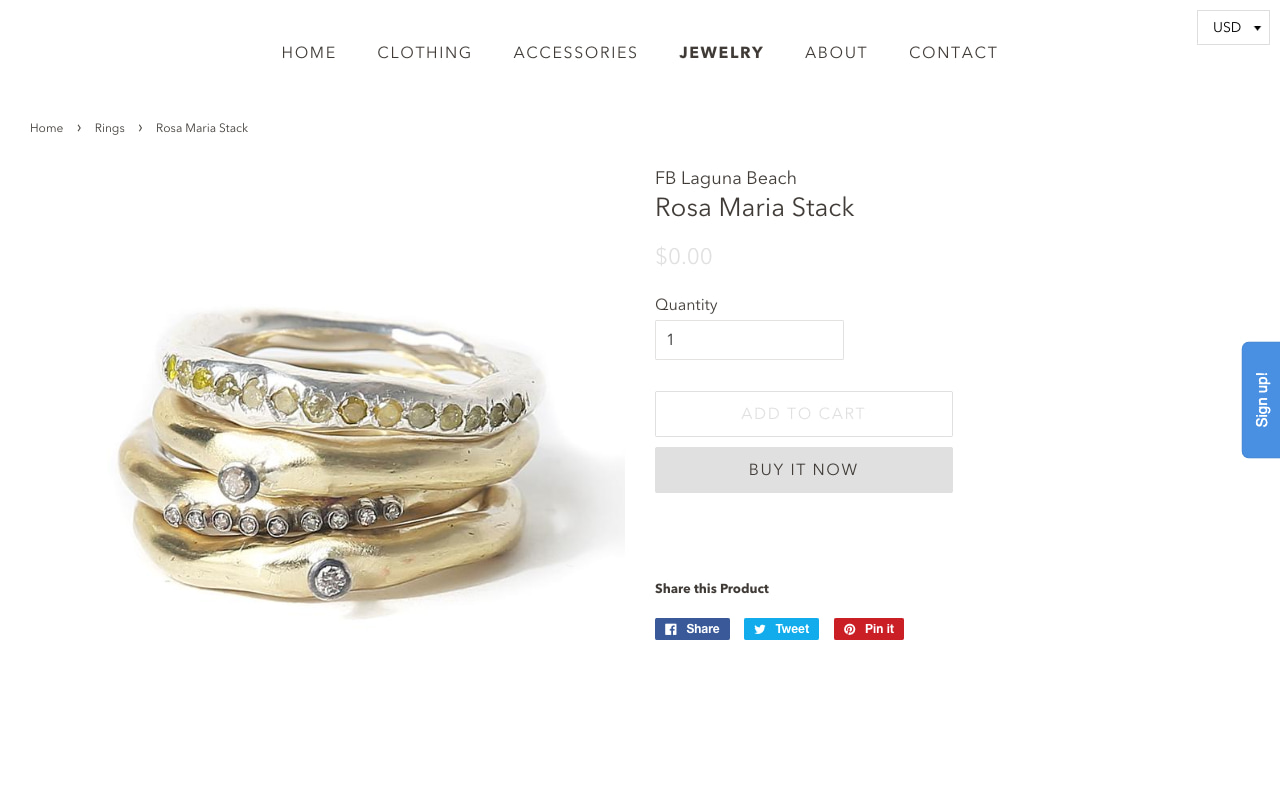 USD
HOME CLOTHING ACCESSORIES JEWELRY ABOUT CONTACT
Home › Rings › Rosa Maria Stack
FB Laguna Beach
Rosa Maria Stack
$0.00
Quantity
1
ADD TO CART
BUY IT NOW
Sign up!
Share this Product
Share Tweet Pin it